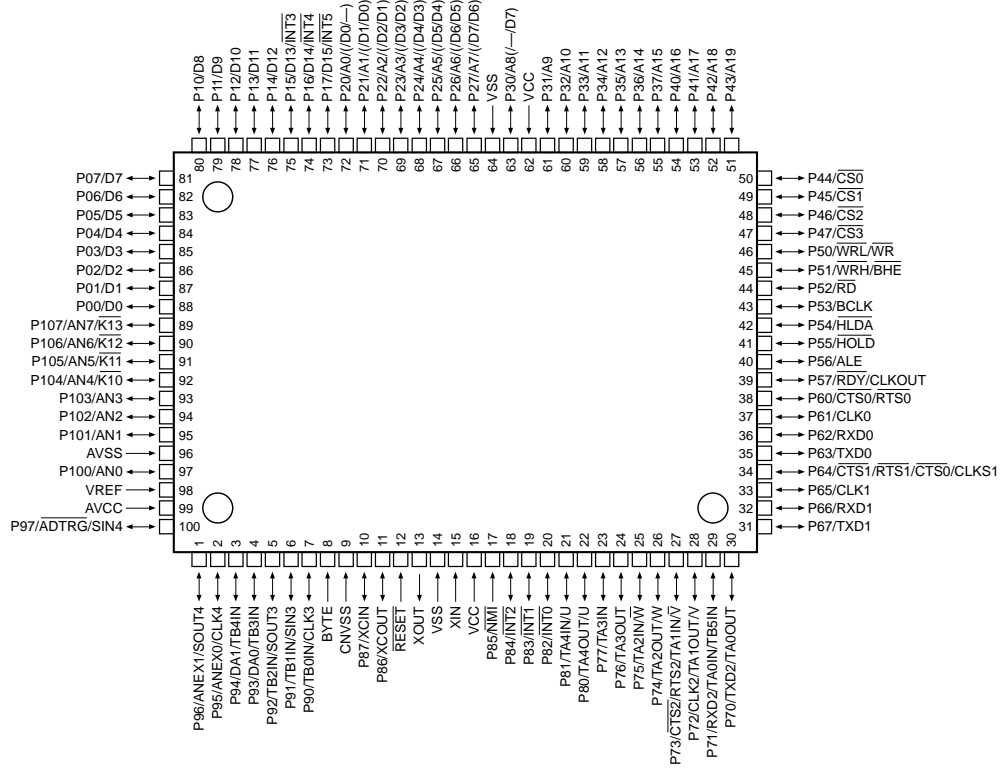 P10/D8
P11/D9
P12/D10
P13/D11
P14/D12
P15/D13/INT3
P16/D14/INT4
P17/D15/INT5
P20/A0/(/D0/—)
P21/A1/(/D1/D0)
P22/A2/(/D2/D1)
P23/A3/(/D3/D2)
P24/A4/(/D4/D3)
P25/A5/(/D5/D4)
P26/A6/(/D6/D5)
P27/A7/(/D7/D6)
VSS
P30/A8(/—/D7)
VCC
P31/A9
P32/A10
P33/A11
P34/A12
P35/A13
P36/A14
P37/A15
P40/A16
P41/A17
P42/A18
P43/A19
80 79 78 77 76 75 74 73 72 71 70 69 68 67 66 65 64 63 62 61 60 59 58 57 56 55 54 53 52 51
P07/D7 81
P06/D6 82
P05/D5 83
P04/D4 84
P03/D3 85
P02/D2 86
P01/D1 87
P00/D0 88
P107/AN7/K13 89
P106/AN6/K12 90
P105/AN5/K11 91
P104/AN4/K10 92
P103/AN3 93
P102/AN2 94
P101/AN1 95
AVSS 96
P100/AN0 97
VREF 98
AVCC 99
P97/ADTRG/SIN4 100
50 P44/CS0
49 P45/CS1
48 P46/CS2
47 P47/CS3
46 P50/WRL/WR
45 P51/WRH/BHE
44 P52/RD
43 P53/BCLK
42 P54/HLDA
41 P55/HOLD
40 P56/ALE
39 P57/RDY/CLKOUT
38 P60/CTS0/RTS0
37 P61/CLK0
36 P62/RXD0
35 P63/TXD0
34 P64/CTS1/RTS1/CTS0/CLKS1
33 P65/CLK1
32 P66/RXD1
31 P67/TXD1
1 2 3 4 5 6 7 8 9 10 11 12 13 14 15 16 17 18 19 20 21 22 23 24 25 26 27 28 29 30
P96/ANEX1/SOUT4
P95/ANEX0/CLK4
P94/DA1/TB4IN
P93/DA0/TB3IN
P92/TB2IN/SOUT3
P91/TB1IN/SIN3
P90/TB0IN/CLK3
BYTE
CNVSS
P87/XCIN
P86/XCOUT
RESET
XOUT
VSS
XIN
VCC
P85/NMI
P84/INT2
P83/INT1
P82/INT0
P81/TA4IN/U
P80/TA4OUT/U
P77/TA3IN
P76/TA3OUT
P75/TA2IN/W
P74/TA2OUT/W
P73/CTS2/RTS2/TA1IN/V
P72/CLK2/TA1OUT/V
P71/RXD2/TA0IN/TB5IN
P70/TXD2/TA0OUT